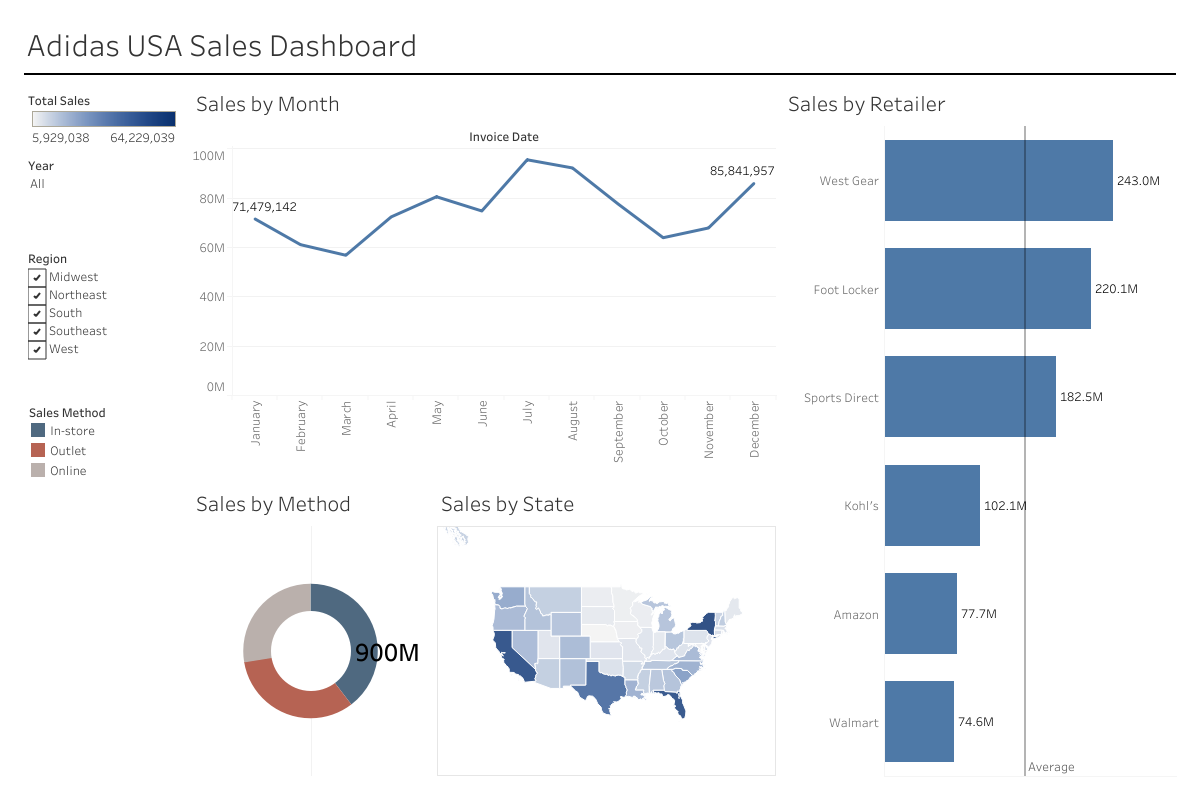 Adidas USA Sales Dashboard
Total Sales
5,929,038 64,229,039
Year
All
Region
Midwest
Northeast
South
Southeast
West
Sales Method
In-store
Outlet
Online
Sales by Month
Invoice Date
100M
80M
60M
40M
20M
0M
71,479,142
85,841,957
January
February
March
April
May
June
July
August
September
October
November
December
Sales by Method
900M
Sales by State
Sales by Retailer
West Gear 243.0M
Foot Locker 220.1M
Sports Direct 182.5M
Kohl's 102.1M
Amazon 77.7M
Walmart 74.6M
Average